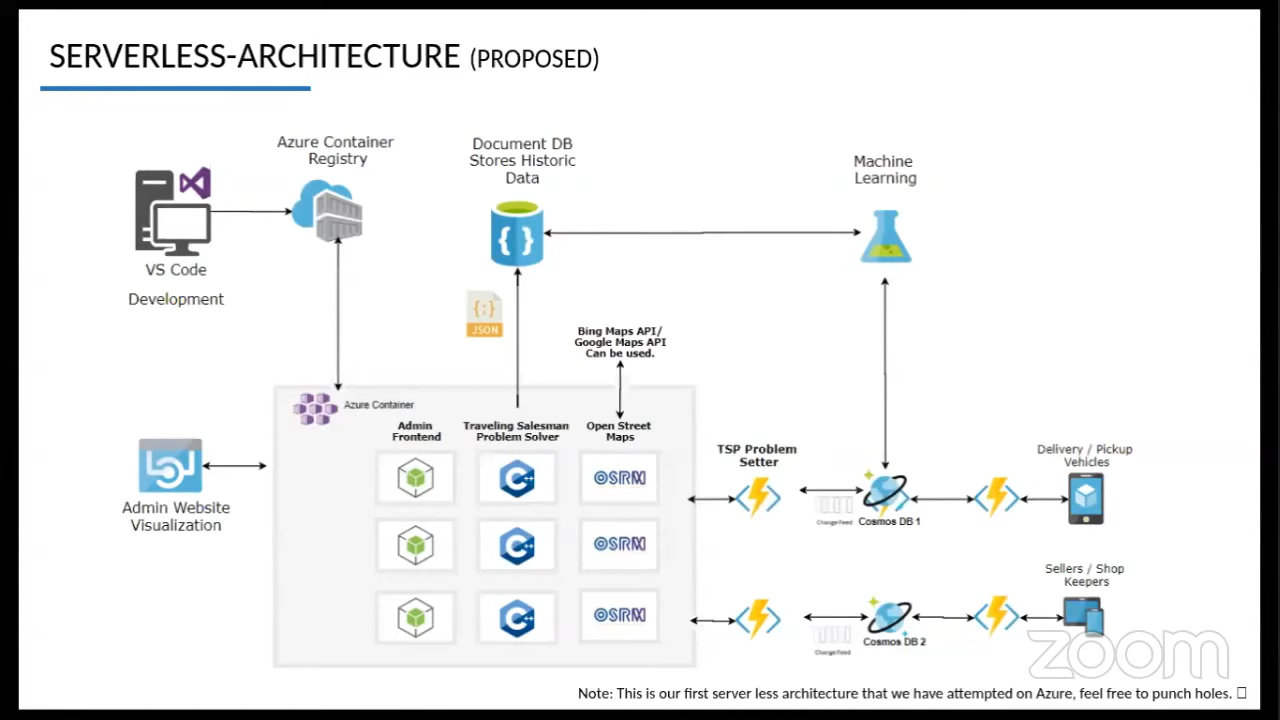 SERVERLESS-ARCHITECTURE (PROPOSED)
Azure Container
Registry
Document DB
Stores Historic
Data
Machine
Learning
VS Code
Development
JSON
Bing Maps API/
Google Maps API
Can be used.
Azure Container
Admin
Frontend
Traveling Salesman
Problem Solver
Open Street
Maps
Admin Website
Visualization
C++
OSRM
C++
OSRM
C++
OSRM
TSP Problem
Setter
Change Feed
Cosmos DB 1
Delivery / Pickup
Vehicles
Change Feed
Cosmos DB 2
Sellers / Shop
Keepers
zoom
Note: This is our first server less architecture that we have attempted on Azure, feel free to punch holes.